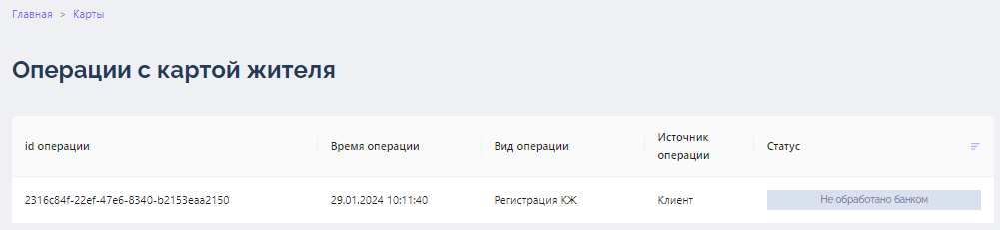 Главная > Карты
Операции с картой жителя
id операции Время операции Вид операции Источник операции Статус
2316c84f-22ef-47e6-8340-b2153eaa2150 29.01.2024 10:11:40 Регистрация КЖ Клиент Не обработано банком